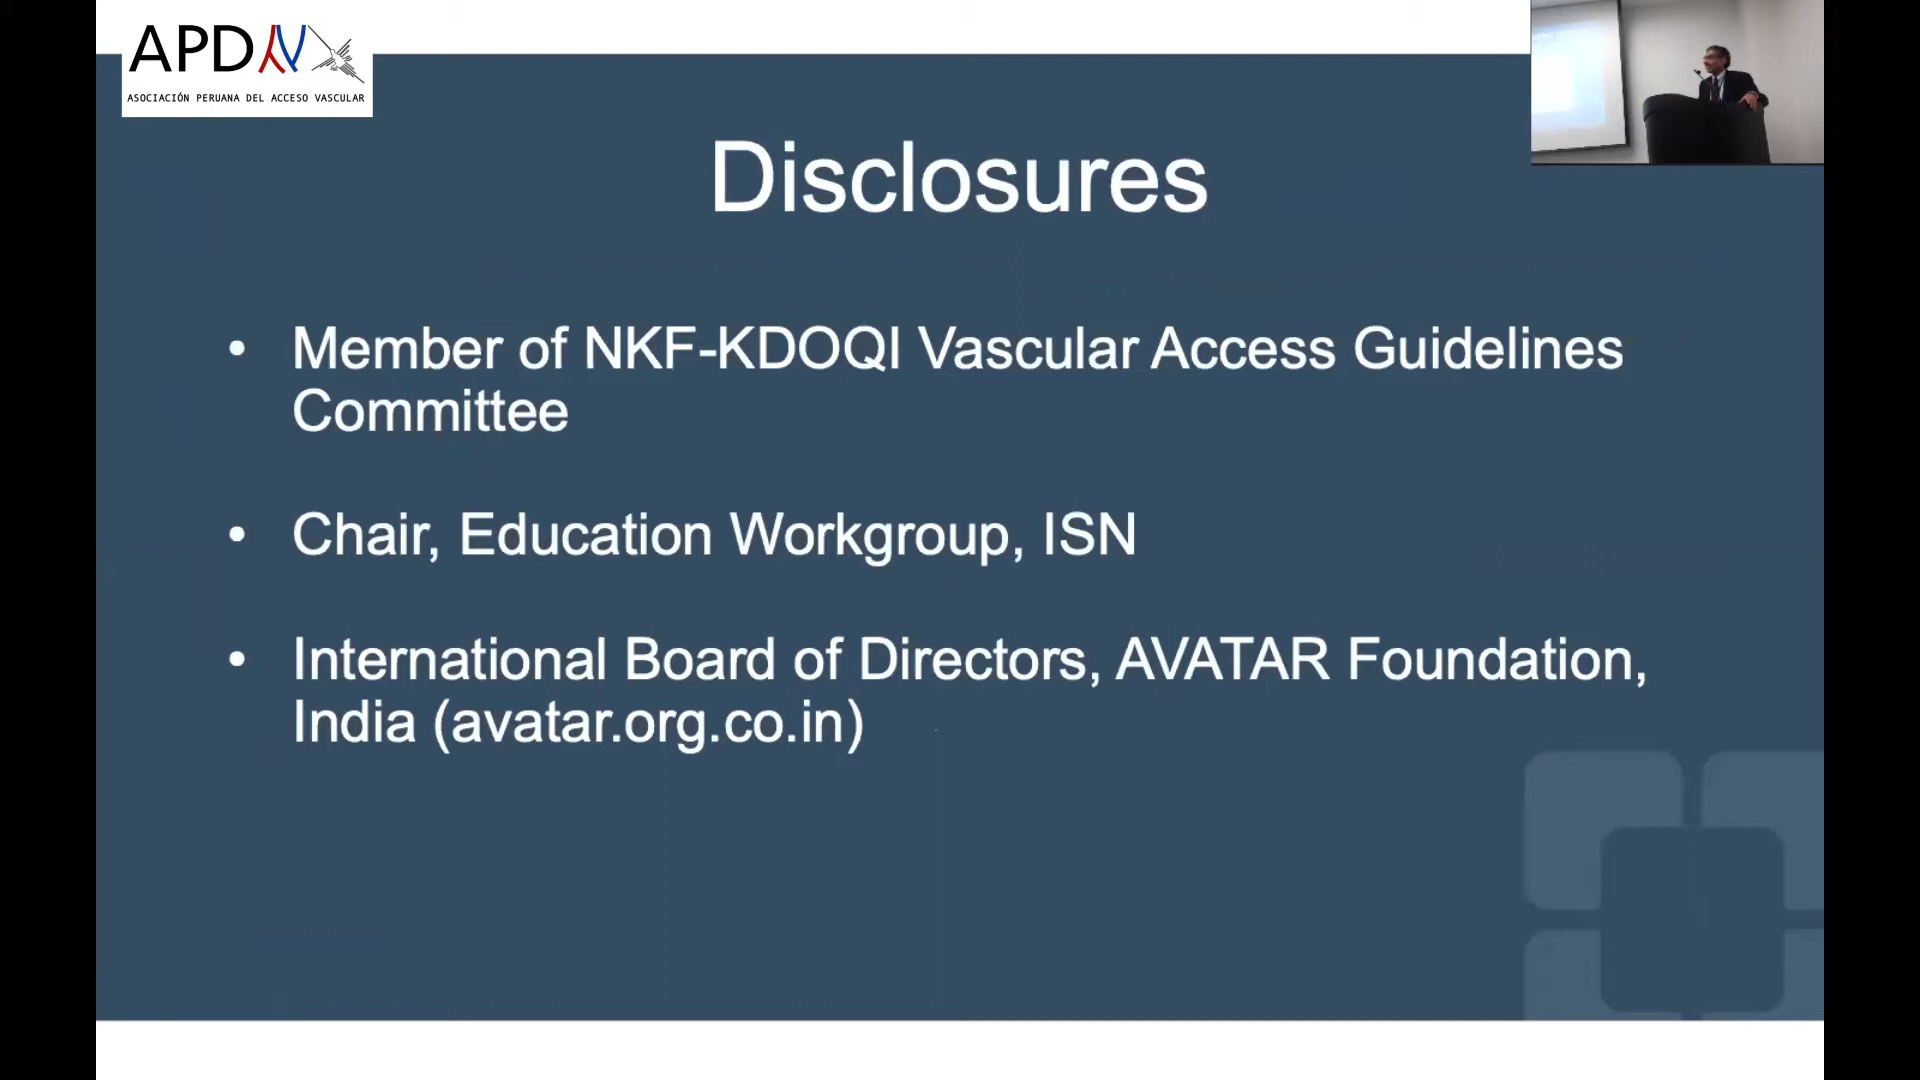 APDAV
ASOCIACIÓN PERUANA DEL ACCESO VASCULAR
Disclosures
• Member of NKF-KDOQI Vascular Access Guidelines
Committee
• Chair, Education Workgroup, ISN
• International Board of Directors, AVATAR Foundation,
India (avatar.org.co.in)